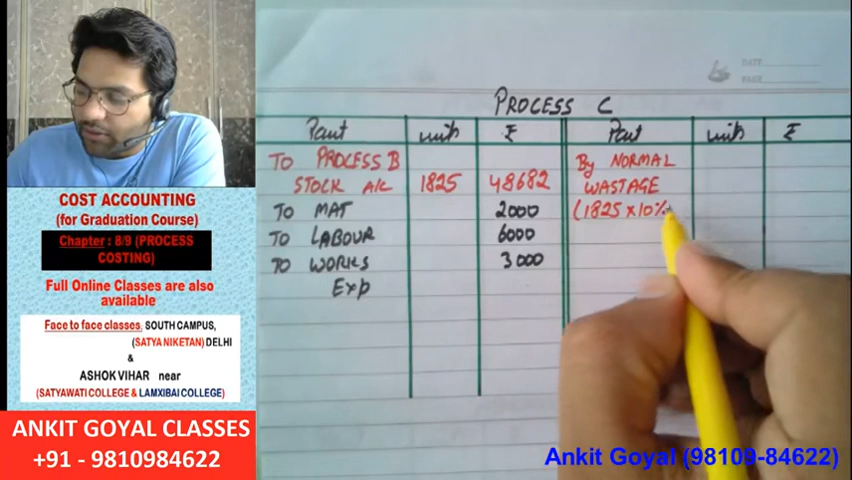 COST ACCOUNTING
(for Graduation Course)
Chapter : 8/9 (PROCESS
COSTING)
Full Online Classes are also
available
Face to face classes, SOUTH CAMPUS,
(SATYA NIKETAN) DELHI
&
ASHOK VIHAR near
(SATYAWATI COLLEGE & LAMXIBAI COLLEGE)
ANKIT GOYAL CLASSES
+91 - 9810984622
DATE
PAGE
PROCESS C
Part units ₹ Part units ₹
TO PROCESS B By NORMAL
STOCK A/c 1825 48682 WASTAGE
TO MAT 2000 (1825 x 10%
TO LABOUR 6000
TO WORKS 3000
Exp
Ankit Goyal (98109-84622)